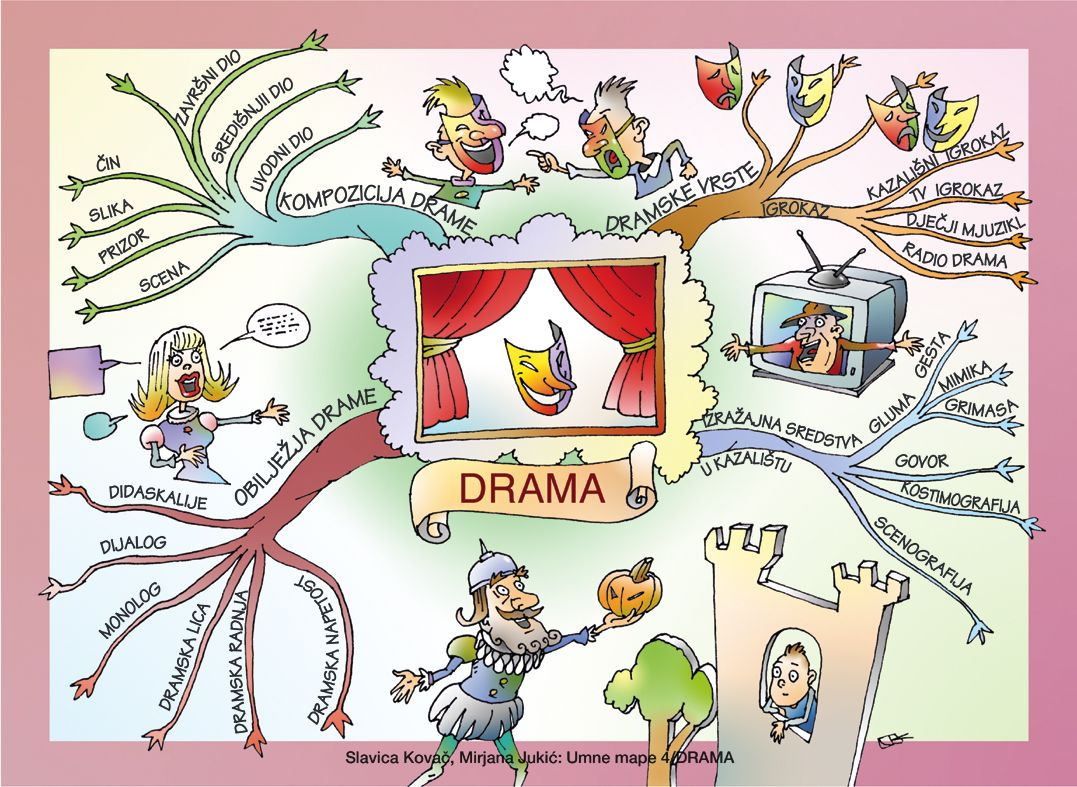 KOMPOZICIJA DRAME
ZAVRŠNI DIO
SREDIŠNJII DIO
UVODNI DIO
ČIN
SLIKA
PRIZOR
SCENA
DRAMSKE VRSTE
IGROKAZ
KAZALIŠNI IGROKAZ
TV IGROKAZ
DJEČJI MJUZIKL
RADIO DRAMA
OBILJEŽJA DRAME
DIDASKALIJE
DIJALOG
MONOLOG
DRAMSKA LICA
DRAMSKA RADNJA
DRAMSKA NAPETOST
IZRAŽAJNA SREDSTVA
U KAZALIŠTU
GLUMA
GESTA
MIMIKA
GRIMASA
GOVOR
KOSTIMOGRAFIJA
SCENOGRAFIJA
DRAMA
Slavica Kovač, Mirjana Jukić: Umne mape 4/DRAMA